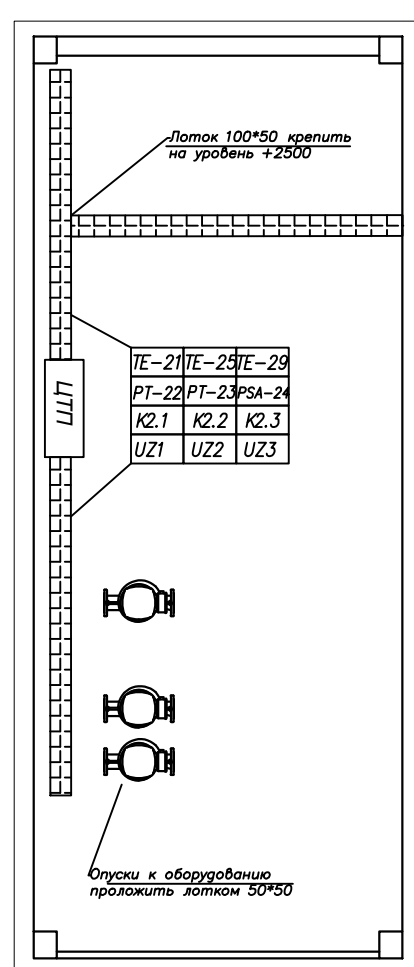 Лоток 100*50 крепить
на уровень +2500
TE-21 TE-25 TE-29
PT-22 PT-23 PSA-24
K2.1 K2.2 K2.3
UZ1 UZ2 UZ3
Опуски к оборудованию
проложить лотком 50*50